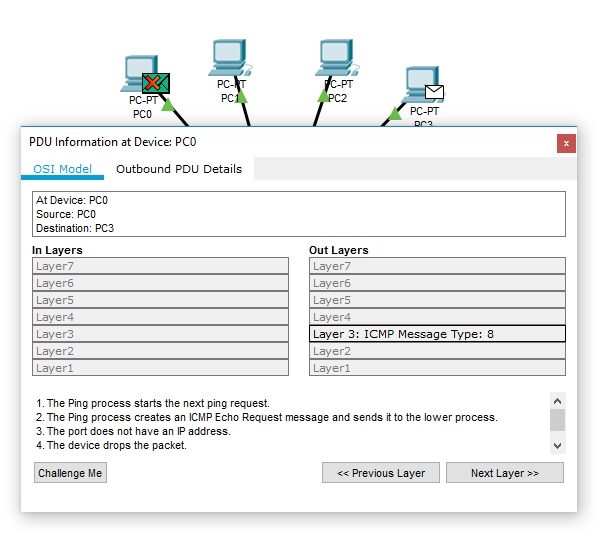 PC-PT
PC0
PC-PT
PC1
PC-PT
PC2
PC-PT
PC3
PDU Information at Device: PC0
x
OSI Model
Outbound PDU Details
At Device: PC0
Source: PC0
Destination: PC3
In Layers
Layer7
Layer6
Layer5
Layer4
Layer3
Layer2
Layer1
Out Layers
Layer7
Layer6
Layer5
Layer4
Layer 3: ICMP Message Type: 8
Layer2
Layer1
1. The Ping process starts the next ping request.
2. The Ping process creates an ICMP Echo Request message and sends it to the lower process.
3. The port does not have an IP address.
4. The device drops the packet.
Challenge Me
<< Previous Layer
Next Layer >>